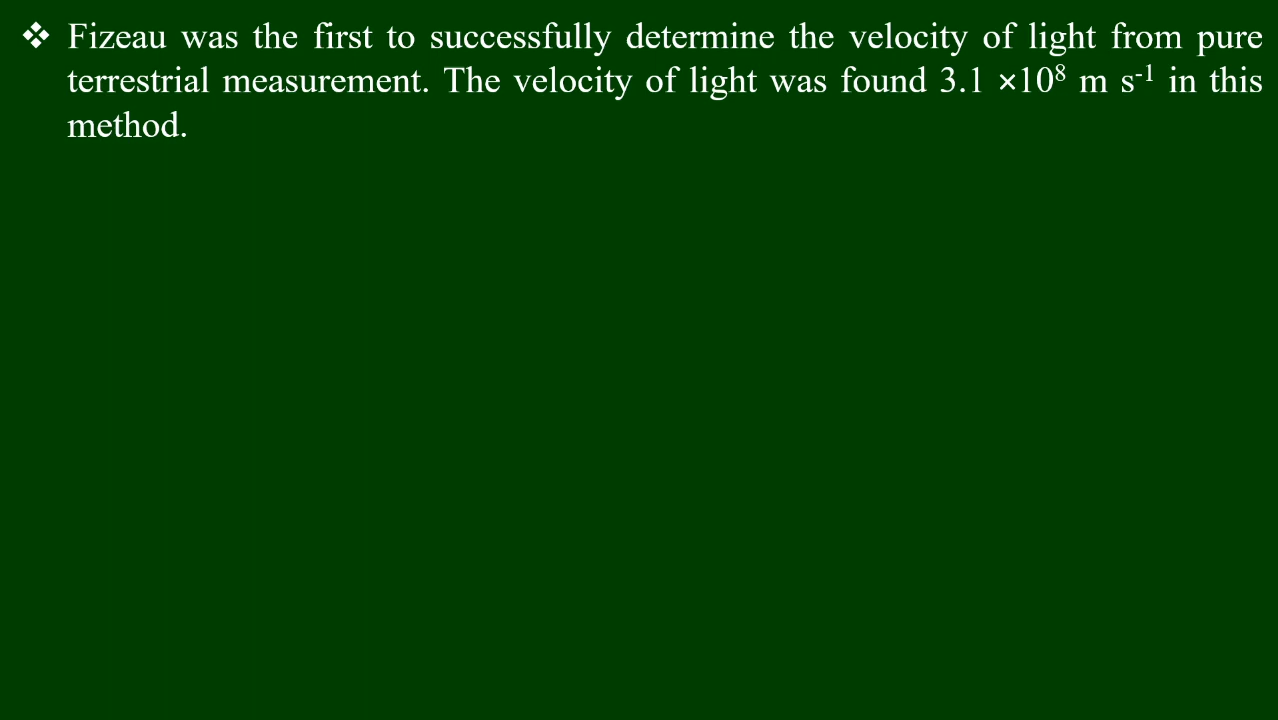 ❖ Fizeau was the first to successfully determine the velocity of light from pure
terrestrial measurement. The velocity of light was found 3.1 ×10⁸ m s⁻¹ in this
method.